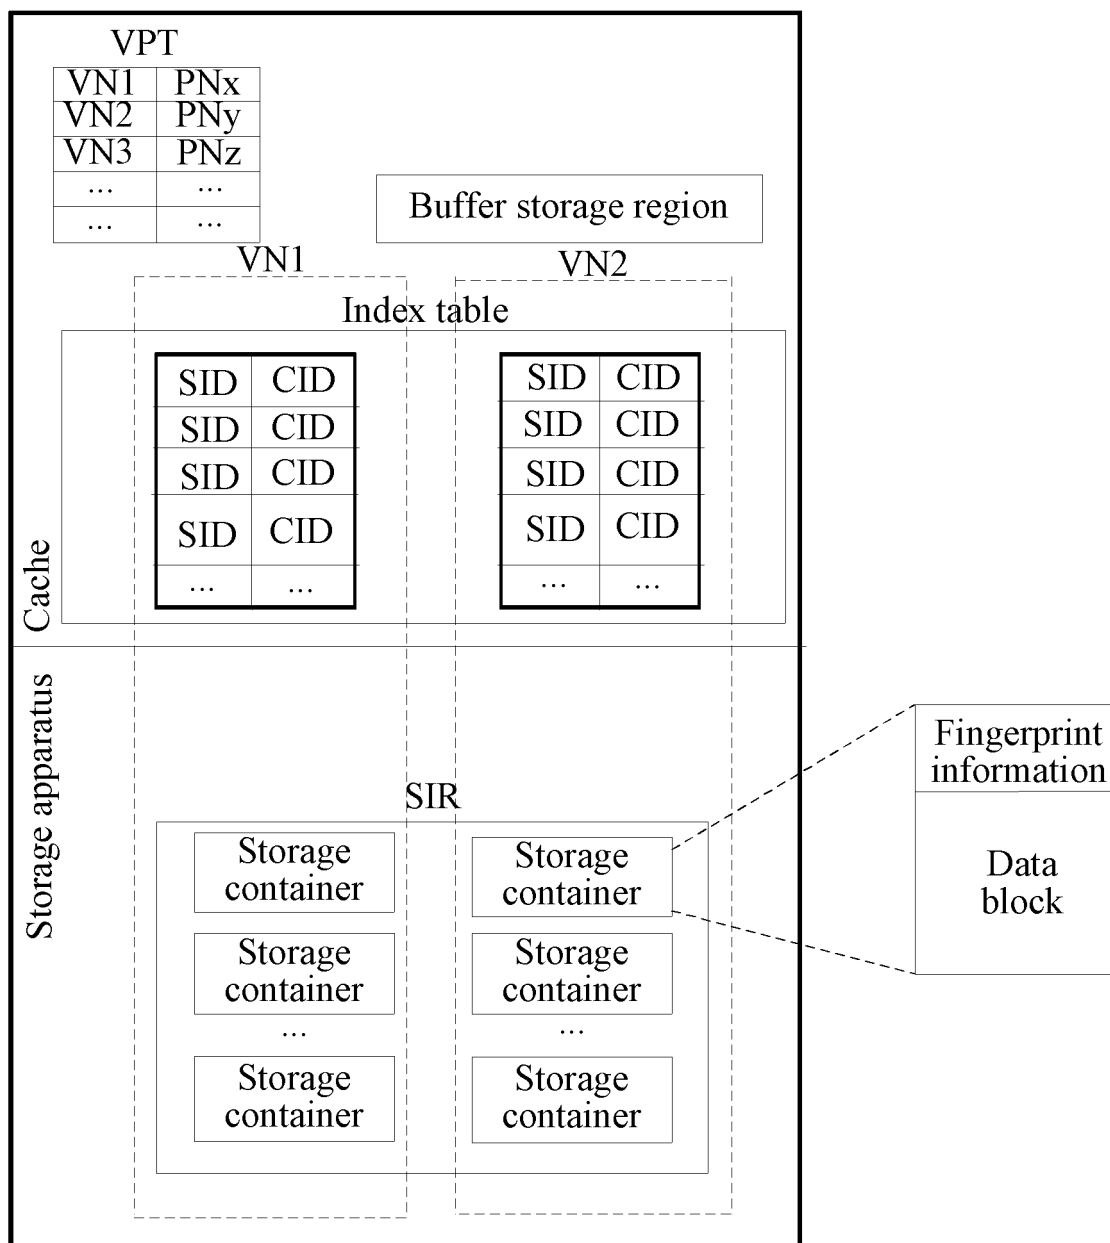 VPT
VN1 PNx
VN2 PNy
VN3 PNz
... ...
... ...
Buffer storage region
VN1 VN2
Index table
SID CID SID CID
SID CID SID CID
SID CID SID CID
SID CID SID CID
... ... ... ...
Cache
Storage apparatus
SIR
Storage
container
Storage
container
Storage
container
Storage
container
...
...
Storage
container
Storage
container
Fingerprint
information
Data
block